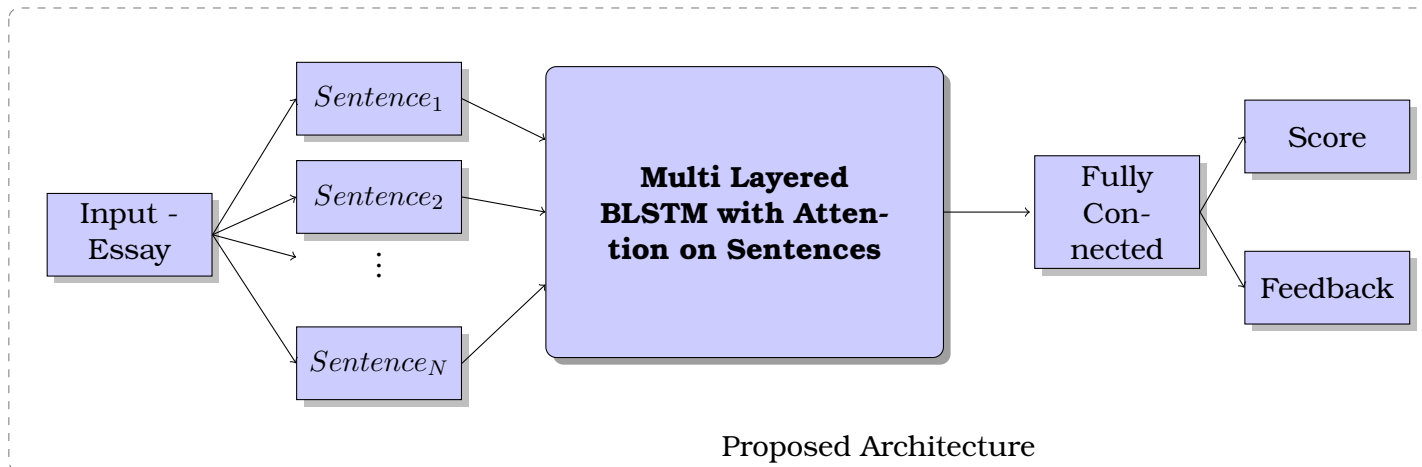 Input -
Essay
Sentence₁
Sentence₂
⋮
Sentence_N
Multi Layered
BLSTM with Atten-
tion on Sentences
Fully
Con-
nected
Score
Feedback
Proposed Architecture